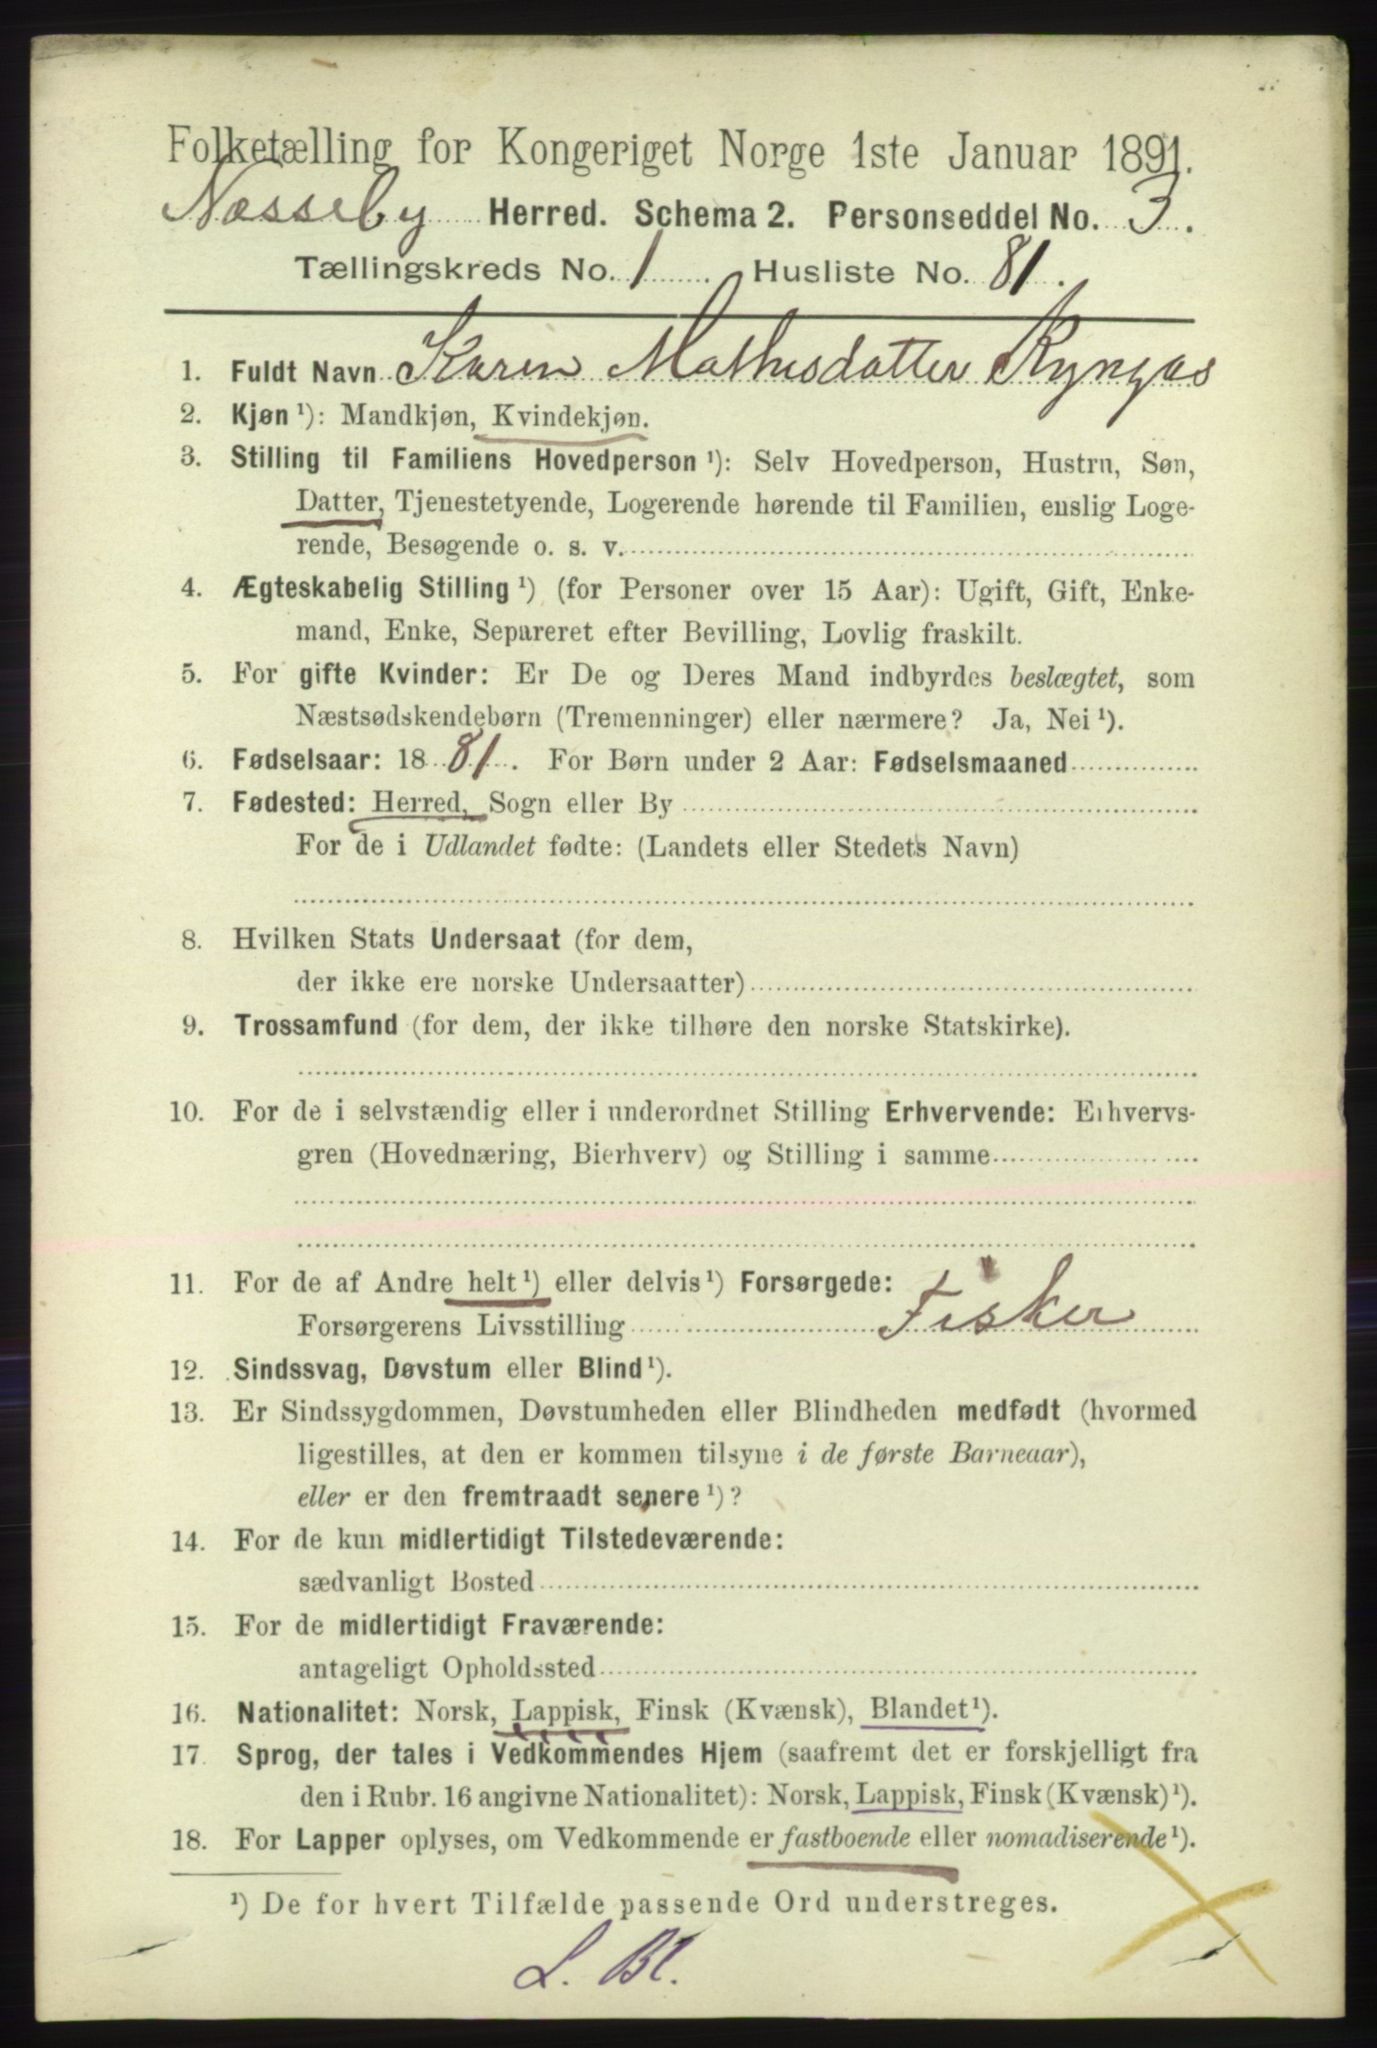 Folketælling for Kongeriget Norge 1ste Januar 1891.
Næsseby Herred. Schema 2. Personseddel No. 3.
Tællingskreds No. 1 Husliste No. 81.
1. Fuldt Navn Karen Mathisdatter Ryngas
2. Kjøn ¹): Mandkjøn, Kvindekjøn.
3. Stilling til Familiens Hovedperson ¹): Selv Hovedperson, Hustru, Søn,
Datter, Tjenestetyende, Logerende hørende til Familien, enslig Loge-
rende, Besøgende o. s. v.
4. Ægteskabelig Stilling ¹) (for Personer over 15 Aar): Ugift, Gift, Enke-
mand, Enke, Separeret efter Bevilling, Lovlig fraskilt.
5. For gifte Kvinder: Er De og Deres Mand indbyrdes beslægtet, som
Næstsødskendebørn (Tremenninger) eller nærmere? Ja, Nei ¹).
6. Fødselsaar: 1881. For Børn under 2 Aar: Fødselsmaaned
7. Fødested: Herred, Sogn eller By
For de i Udlandet fødte: (Landets eller Stedets Navn)
8. Hvilken Stats Undersaat (for dem,
der ikke ere norske Undersaatter)
9. Trossamfund (for dem, der ikke tilhøre den norske Statskirke).
10. For de i selvstændig eller i underordnet Stilling Erhvervende: Erhvervs-
gren (Hovednæring, Bierhverv) og Stilling i samme
11. For de af Andre helt ¹) eller delvis ¹) Forsørgede:
Forsørgerens Livsstilling Fisker
12. Sindssvag, Døvstum eller Blind ¹).
13. Er Sindssygdommen, Døvstumheden eller Blindheden medfødt (hvormed
ligestilles, at den er kommen tilsyne i de første Barneaar),
eller er den fremtraadt senere ¹)?
14. For de kun midlertidigt Tilstedeværende:
sædvanligt Bosted
15. For de midlertidigt Fraværende:
antageligt Opholdssted
16. Nationalitet: Norsk, Lappisk, Finsk (Kvænsk), Blandet ¹).
17. Sprog, der tales i Vedkommendes Hjem (saafremt det er forskjelligt fra
den i Rubr. 16 angivne Nationalitet): Norsk, Lappisk, Finsk (Kvænsk) ¹).
18. For Lapper oplyses, om Vedkommende er fastboende eller nomadiserende ¹).
¹) De for hvert Tilfælde passende Ord understreges.
L. Bl.